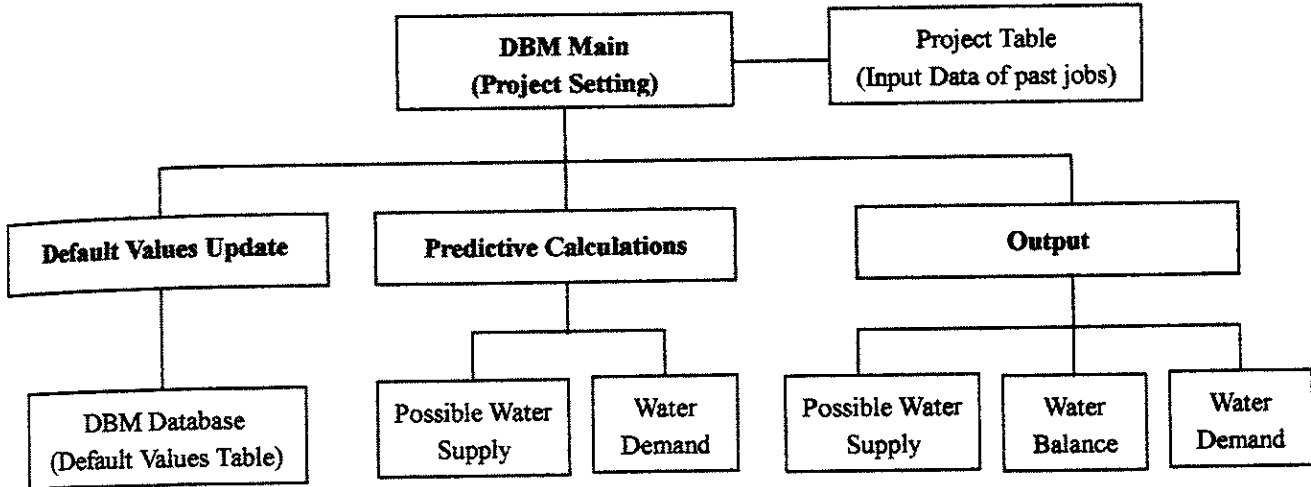 DBM Main
(Project Setting)
Project Table
(Input Data of past jobs)
Default Values Update
Predictive Calculations
Output
DBM Database
(Default Values Table)
Possible Water
Supply
Water
Demand
Possible Water
Supply
Water
Balance
Water
Demand